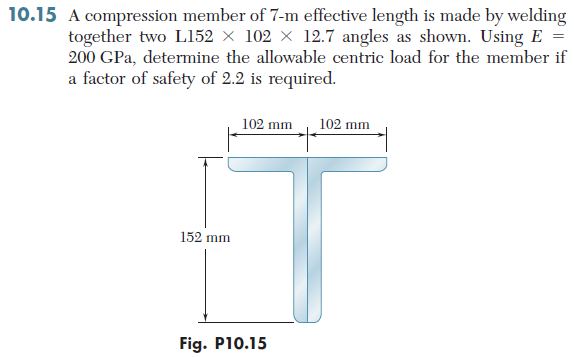 10.15 A compression member of 7-m effective length is made by welding
together two L152 × 102 × 12.7 angles as shown. Using E =
200 GPa, determine the allowable centric load for the member if
a factor of safety of 2.2 is required.
102 mm 102 mm
152 mm
Fig. P10.15